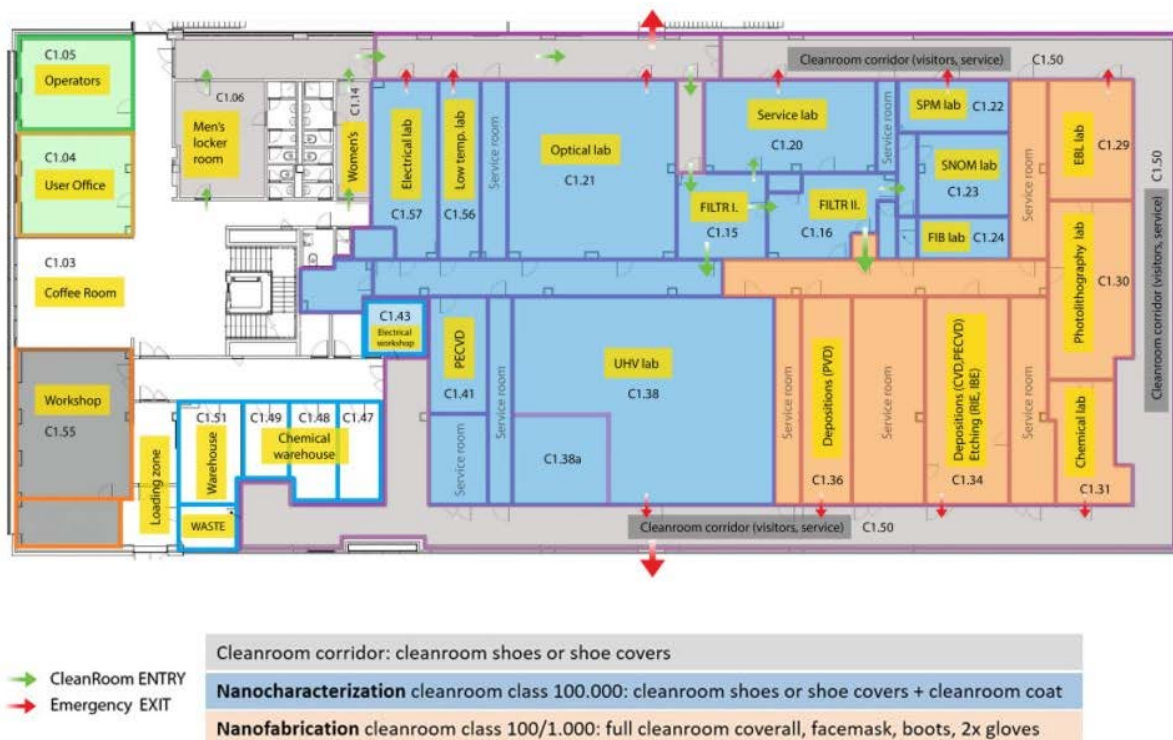 C1.05
Operators
C1.04
User Office
C1.03
Coffee Room
Workshop
C1.55
Loading zone
C1.51
Warehouse
WASTE
C1.49
C1.48
C1.47
Chemical
warehouse
C1.06
Men's
locker
room
C1.14
Women's
Electrical lab
C1.57
Low temp. lab
C1.56
Service room
Optical lab
C1.21
Cleanroom corridor (visitors, service)
C1.50
Service lab
C1.20
Service room
SPM lab
C1.22
SNOM lab
C1.23
FIB lab
C1.24
FILTR I.
C1.15
FILTR II.
C1.16
Service room
EBL lab
C1.29
Photolithography lab
C1.30
Chemical lab
C1.31
C1.50
Cleanroom corridor (visitors, service)
C1.43
Electrical
workshop
PECVD
C1.41
Service room
Service room
UHV lab
C1.38
C1.38a
Service room
Depositions (PVD)
C1.36
Service room
Depositions (CVD,PECVD)
Etching (RIE, IBE)
C1.34
Service room
Cleanroom corridor (visitors, service)
C1.50
CleanRoom ENTRY
Emergency EXIT
Cleanroom corridor: cleanroom shoes or shoe covers
Nanocharacterization cleanroom class 100.000: cleanroom shoes or shoe covers + cleanroom coat
Nanofabrication cleanroom class 100/1.000: full cleanroom coverall, facemask, boots, 2x gloves